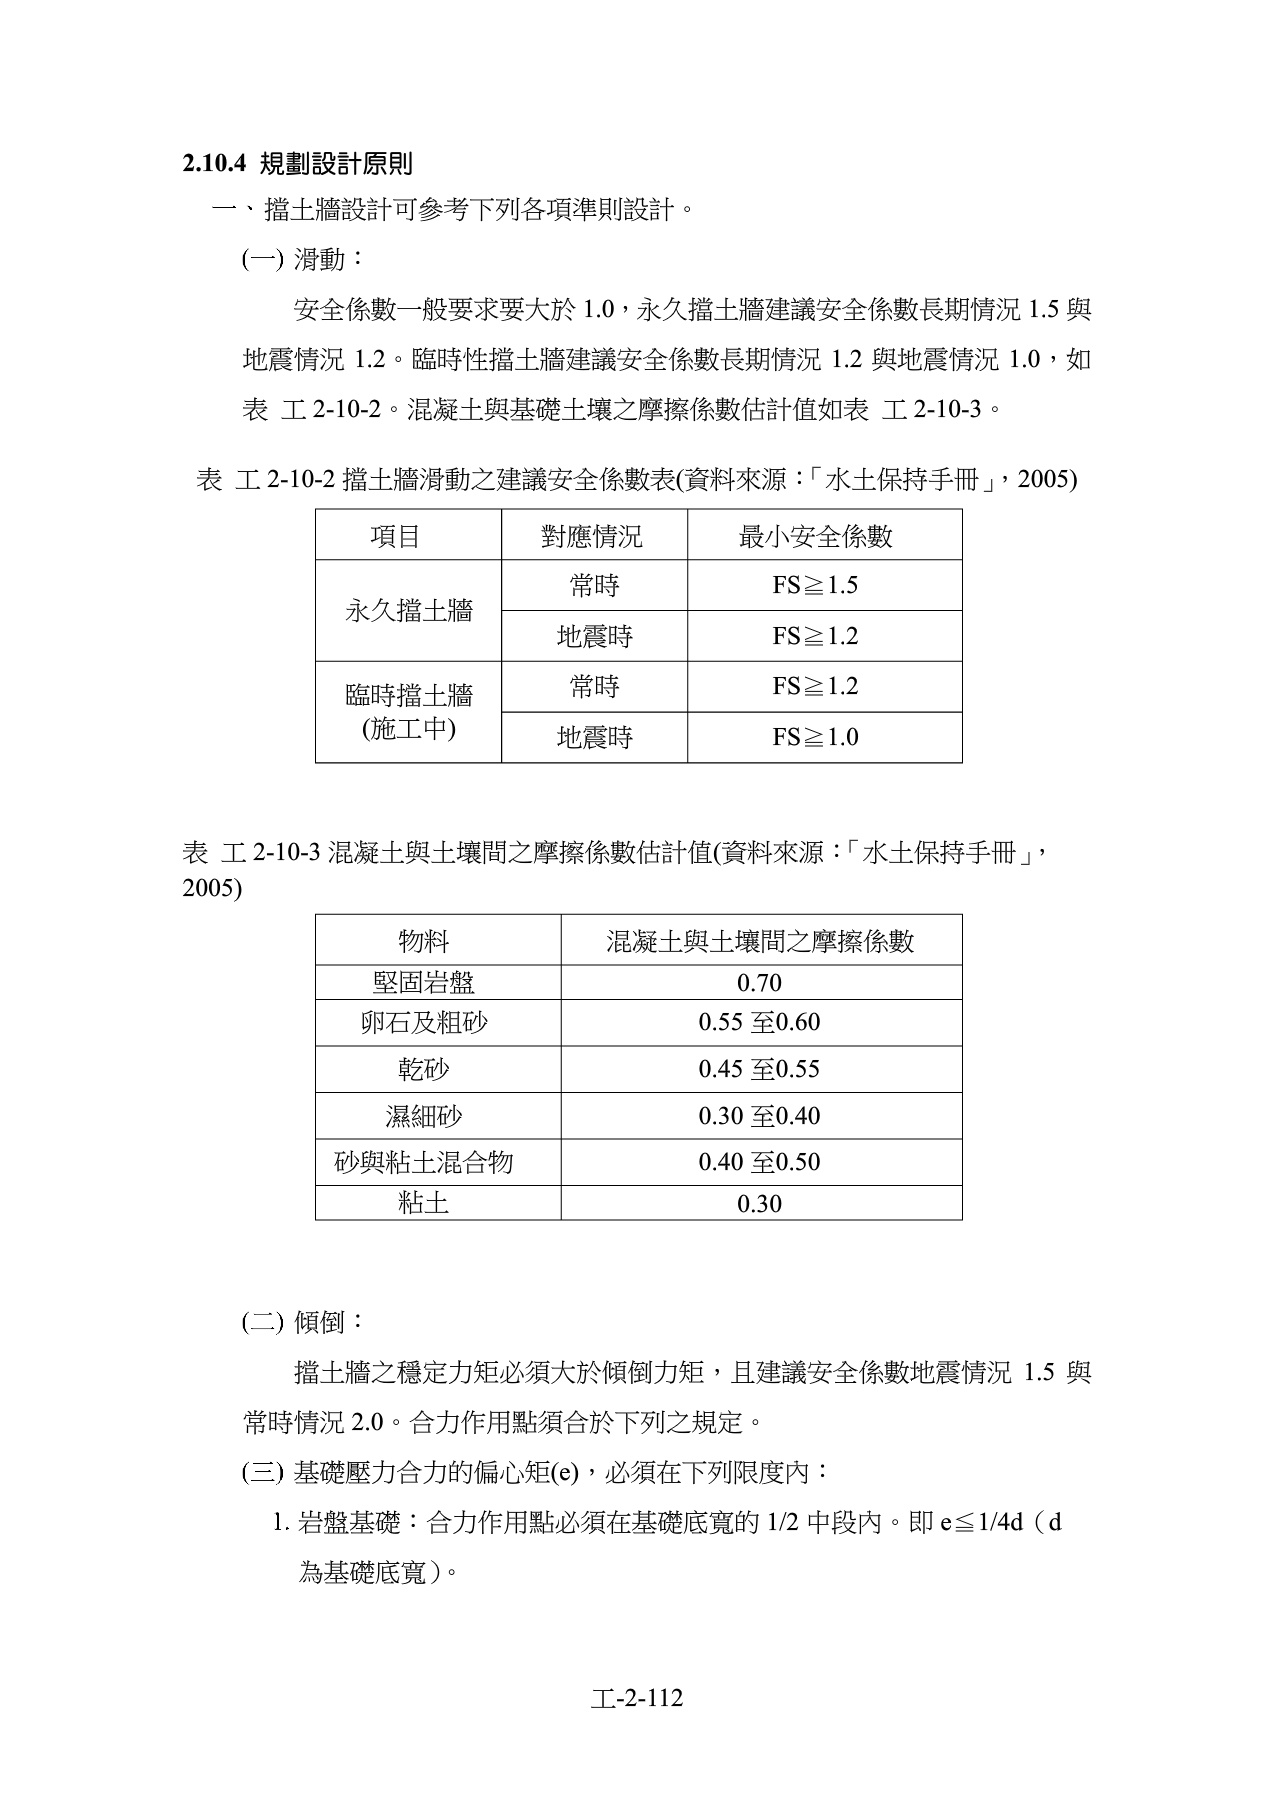 2.10.4 規劃設計原則
一、擋土牆設計可參考下列各項準則設計。
(一) 滑動：
安全係數一般要求要大於 1.0，永久擋土牆建議安全係數長期情況 1.5 與
地震情況 1.2。臨時性擋土牆建議安全係數長期情況 1.2 與地震情況 1.0，如
表 工 2-10-2。混凝土與基礎土壤之摩擦係數估計值如表 工 2-10-3。
表 工 2-10-2 擋土牆滑動之建議安全係數表(資料來源：「水土保持手冊」，2005)
項目 對應情況 最小安全係數
永久擋土牆 常時 FS≧1.5
地震時 FS≧1.2
臨時擋土牆 常時 FS≧1.2
(施工中) 地震時 FS≧1.0
表 工 2-10-3 混凝土與土壤間之摩擦係數估計值(資料來源：「水土保持手冊」，
2005)
物料 混凝土與土壤間之摩擦係數
堅固岩盤 0.70
卵石及粗砂 0.55 至0.60
乾砂 0.45 至0.55
濕細砂 0.30 至0.40
砂與粘土混合物 0.40 至0.50
粘土 0.30
(二) 傾倒：
擋土牆之穩定力矩必須大於傾倒力矩，且建議安全係數地震情況 1.5 與
常時情況 2.0。合力作用點須合於下列之規定。
(三) 基礎壓力合力的偏心矩(e)，必須在下列限度內：
1. 岩盤基礎：合力作用點必須在基礎底寬的 1/2 中段內。即 e≦1/4d（d
為基礎底寬）。
工-2-112